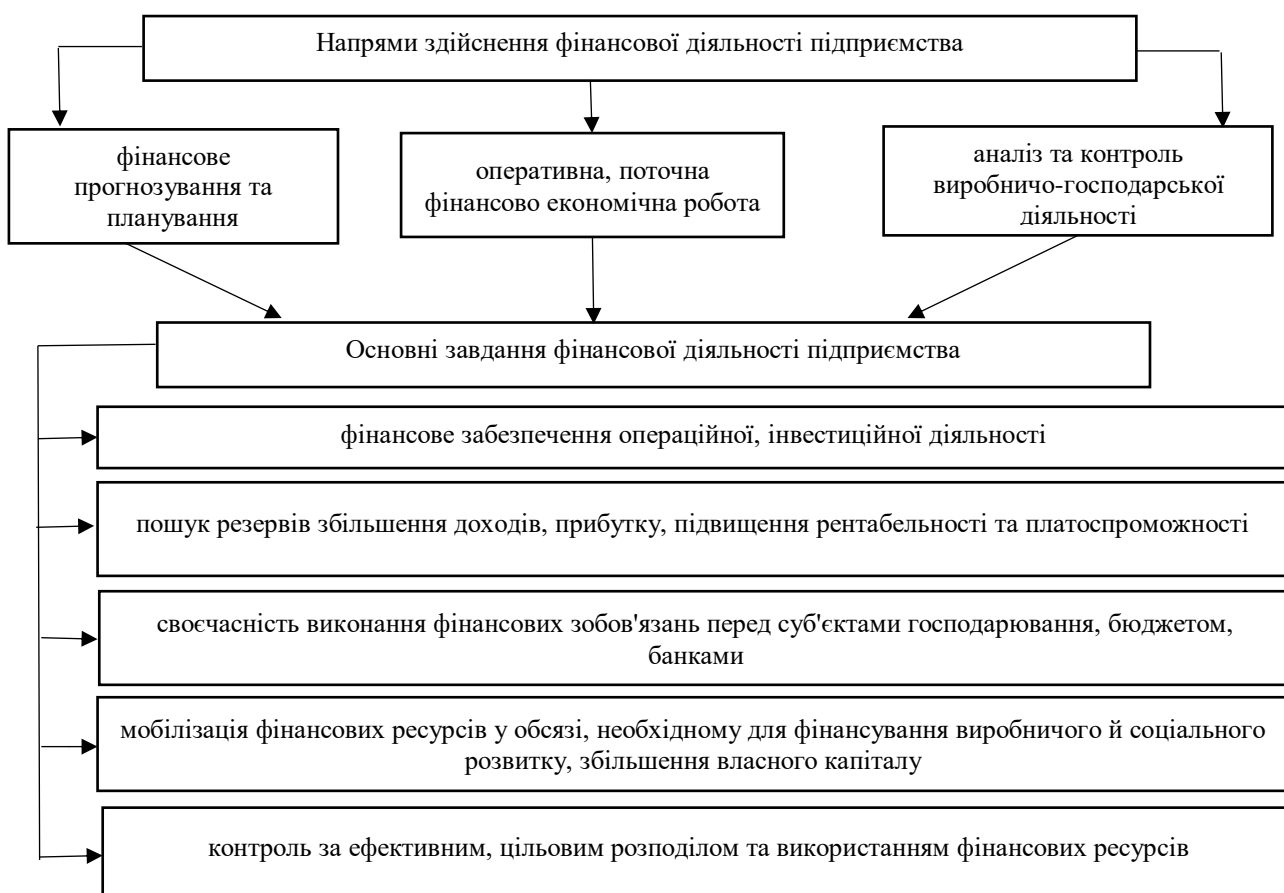 Напрями здійснення фінансової діяльності підприємства
фінансове
прогнозування та
планування
оперативна, поточна
фінансово економічна робота
аналіз та контроль
виробничо-господарської
діяльності
Основні завдання фінансової діяльності підприємства
фінансове забезпечення операційної, інвестиційної діяльності
пошук резервів збільшення доходів, прибутку, підвищення рентабельності та платоспроможності
своєчасність виконання фінансових зобов'язань перед суб'єктами господарювання, бюджетом,
банками
мобілізація фінансових ресурсів у обсязі, необхідному для фінансування виробничого й соціального
розвитку, збільшення власного капіталу
контроль за ефективним, цільовим розподілом та використанням фінансових ресурсів